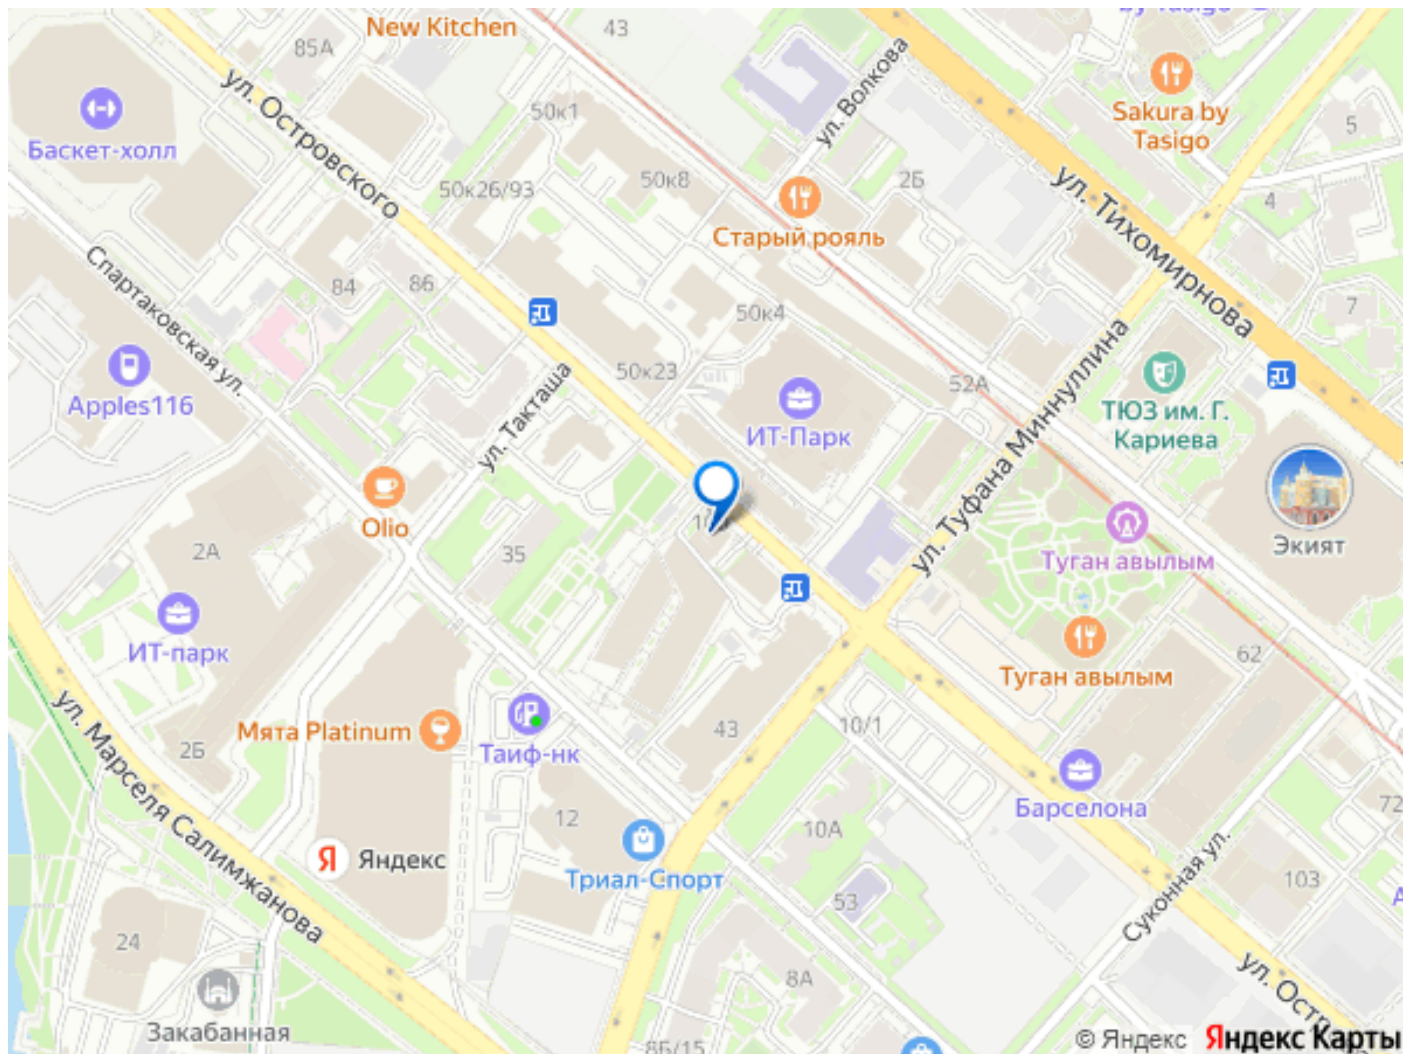 New Kitchen
43
85А
ул. Волкова
Sakura by
Tasigo
5
Баскет-холл
ул. Островского
50к1
50к26/93
50к8
2Б
Старый рояль
4
ул. Тихомирнова
Спартаковская ул.
84
86
50к4
7
ул. Такташа
50к23
ИТ-Парк
52А
ул. Туфана Миннуллина
ТЮЗ им. Г.
Кариева
Apples116
Olio
2А
35
Туган авылым
Экият
ИТ-парк
Туган авылым
62
ул. Марселя Салимжанова
2Б
Мята Platinum
Таиф-нк
43
10/1
Барселона
72
12
10А
Яндекс
Триал-Спорт
53
Суконная ул.
103
24
8А
Закабанная
8Б/15
© Яндекс Яндекс Карты